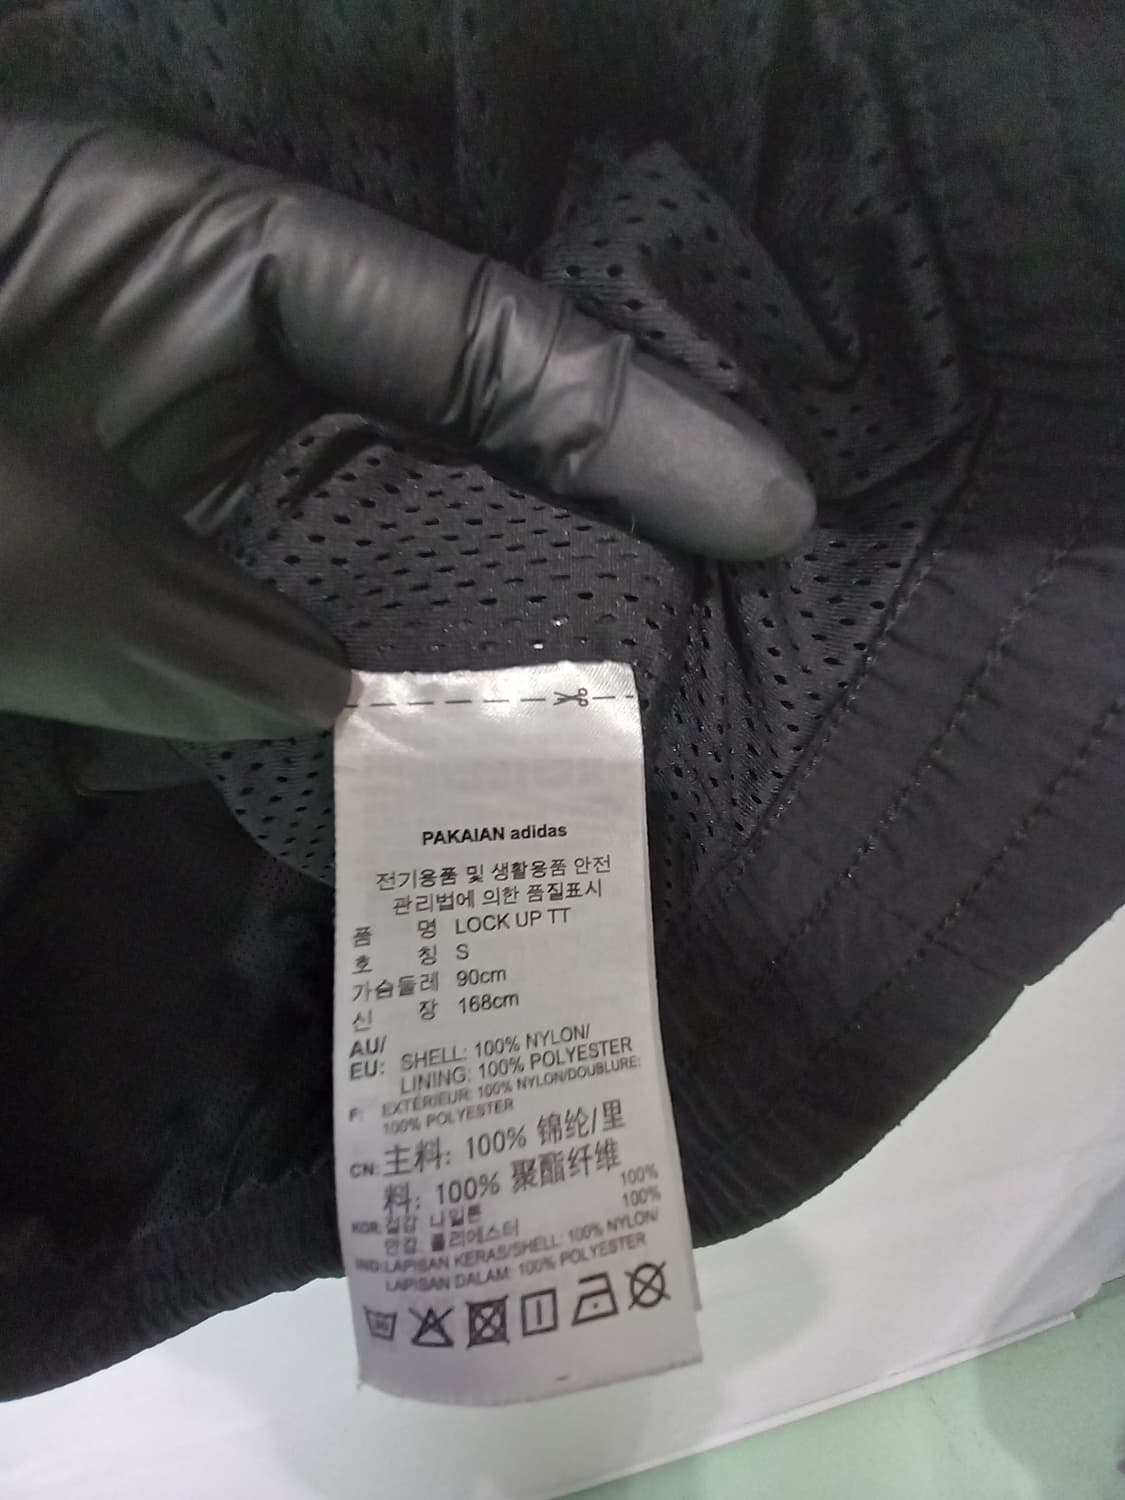 PAKAIAN adidas
전기용품 및 생활용품 안전
관리법에 의한 품질표시
품 명 LOCK UP TT
호 칭 S
가슴둘레 90cm
신 장 168cm
AU/
EU: SHELL: 100% NYLON/
LINING: 100% POLYESTER
F: EXTÉRIEUR: 100% NYLON/DOUBLURE:
100% POLYESTER
CN: 主料: 100% 锦纶/里
料: 100% 聚酯纤维
KOR: 겉감: 나일론 100%
안감: 폴리에스터 100%
IND: LAPISAN KERAS/SHELL: 100% NYLON/
LAPISAN DALAM: 100% POLYESTER